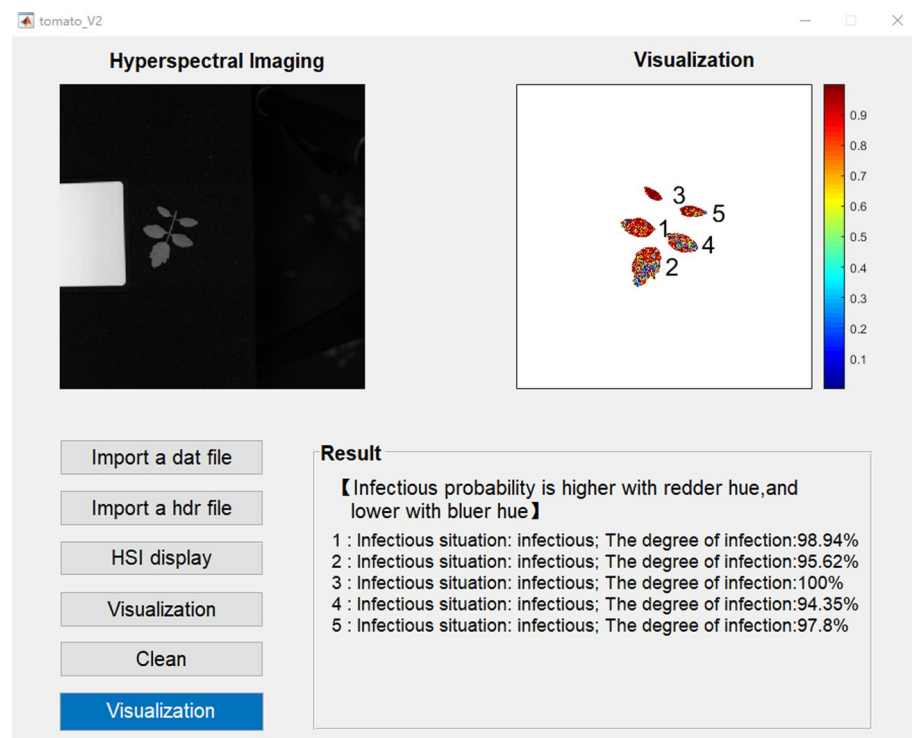 tomato_V2
Hyperspectral Imaging
Visualization
0.9
0.8
0.7
0.6
0.5
0.4
0.3
0.2
0.1
3
5
1
4
2
Import a dat file
Import a hdr file
HSI display
Visualization
Clean
Visualization
Result
【Infectious probability is higher with redder hue,and
lower with bluer hue】
1 : Infectious situation: infectious; The degree of infection:98.94%
2 : Infectious situation: infectious; The degree of infection:95.62%
3 : Infectious situation: infectious; The degree of infection:100%
4 : Infectious situation: infectious; The degree of infection:94.35%
5 : Infectious situation: infectious; The degree of infection:97.8%